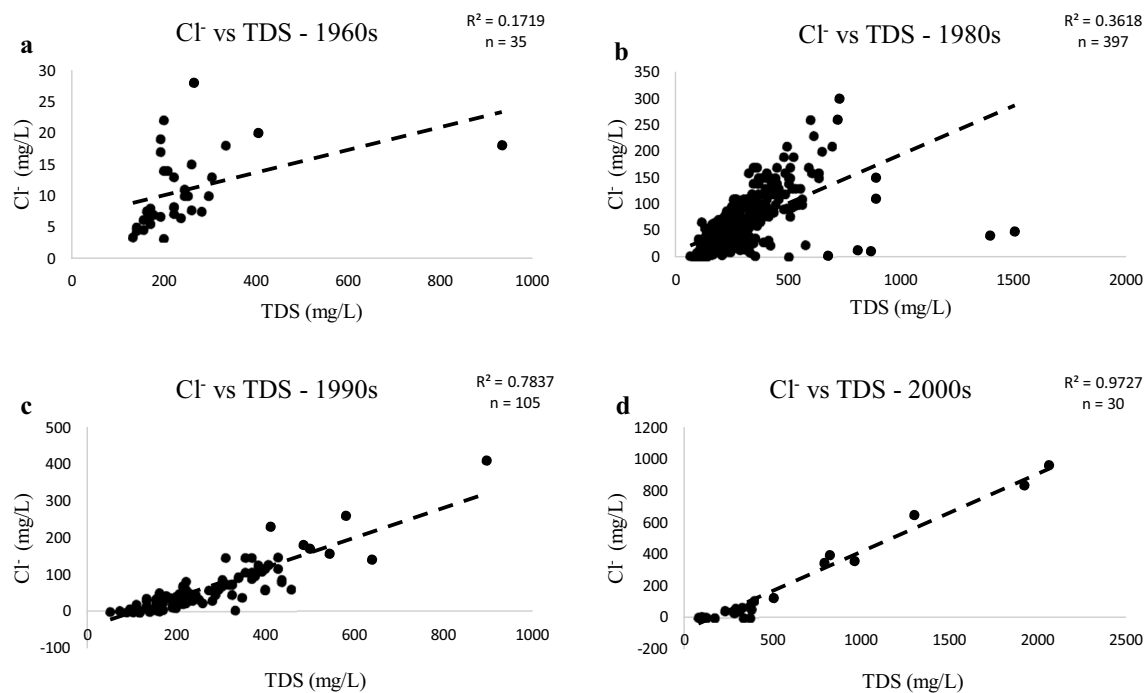 a
Cl⁻ vs TDS - 1960s
R² = 0.1719
n = 35
30
25
20
15
10
5
0
Cl⁻ (mg/L)
0 200 400 600 800 1000
TDS (mg/L)
b
Cl⁻ vs TDS - 1980s
R² = 0.3618
n = 397
350
300
250
200
150
100
50
0
Cl⁻ (mg/L)
0 500 1000 1500 2000
TDS (mg/L)
c
Cl⁻ vs TDS - 1990s
R² = 0.7837
n = 105
500
400
300
200
100
0
-100
Cl⁻ (mg/L)
0 200 400 600 800 1000
TDS (mg/L)
d
Cl⁻ vs TDS - 2000s
R² = 0.9727
n = 30
1200
1000
800
600
400
200
0
-200
Cl⁻ (mg/L)
0 500 1000 1500 2000 2500
TDS (mg/L)